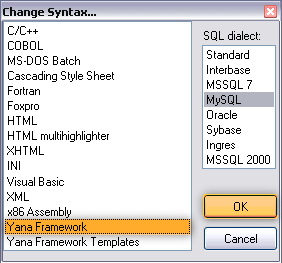 Change Syntax...
C/C++
COBOL
MS-DOS Batch
Cascading Style Sheet
Fortran
Foxpro
HTML
HTML multihighlighter
XHTML
INI
Visual Basic
XML
x86 Assembly
Yana Framework
Yana Framework Templates
SQL dialect:
Standard
Interbase
MSSQL 7
MySQL
Oracle
Sybase
Ingres
MSSQL 2000
OK
Cancel